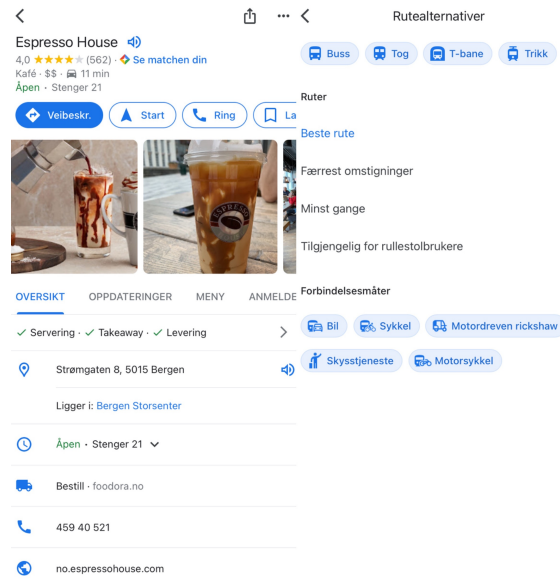 Espresso House
4,0 ★★★★★ (562) · Se matchen din
Kafé · $$ · 11 min
Åpen · Stenger 21
Veibeskr.
Start
Ring
La
ESPRESSO
OVERSIKT
OPPDATERINGER
MENY
ANMELDE
✓ Servering · ✓ Takeaway · ✓ Levering
Strømgaten 8, 5015 Bergen
Ligger i: Bergen Storsenter
Åpen · Stenger 21
Bestill · foodora.no
459 40 521
no.espressohouse.com
Rutealternativer
Buss
Tog
T-bane
Trikk
Ruter
Beste rute
Færrest omstigninger
Minst gange
Tilgjengelig for rullestolbrukere
Forbindelsesmåter
Bil
Sykkel
Motordreven rickshaw
Skysstjeneste
Motorsykkel